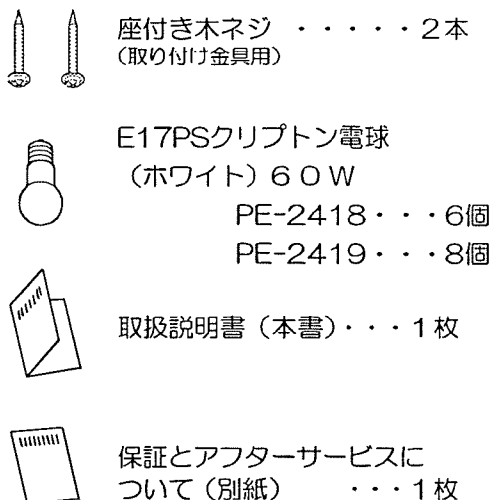 座付き木ネジ ・・・・・2本
(取り付け金具用)
E17PSクリプトン電球
（ホワイト）60W
PE-2418・・・6個
PE-2419・・・8個
取扱説明書（本書）・・・1枚
保証とアフターサービスに
ついて（別紙） ・・・1枚